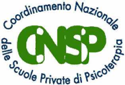 Coordinamento Nazionale
CNSP
delle Scuole Private di Psicoterapia